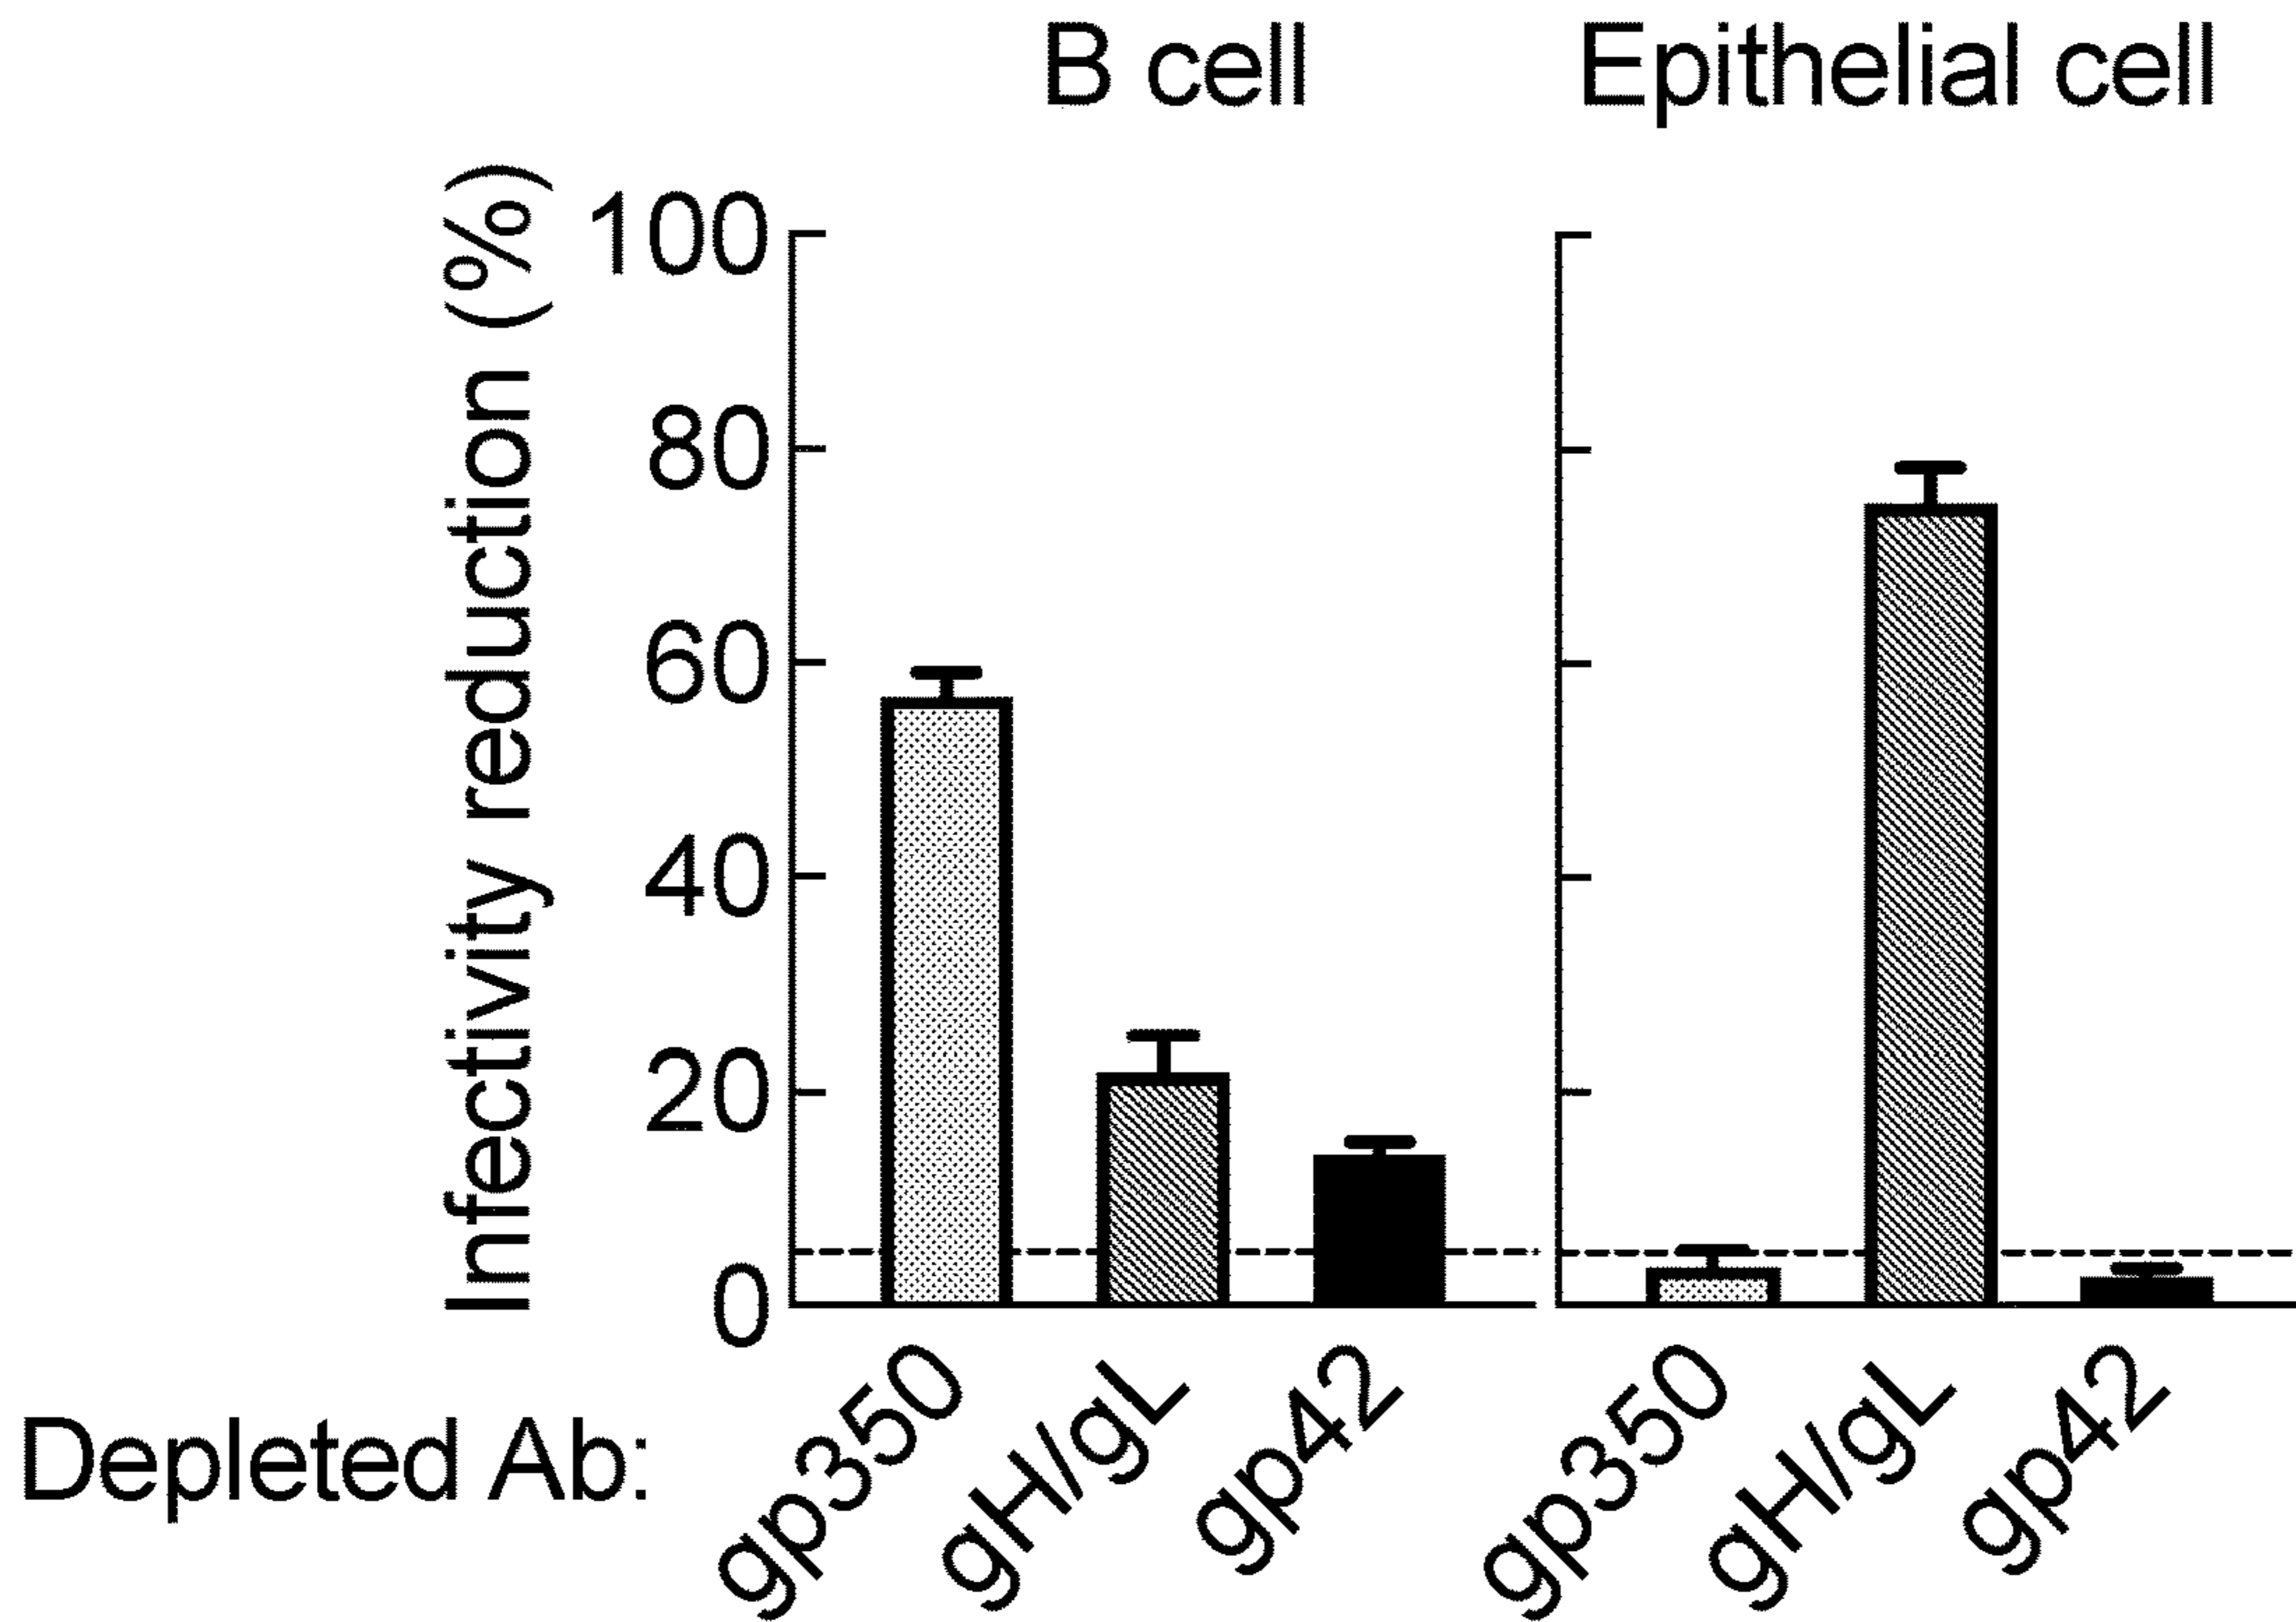 B cell Epithelial cell
Infectivity reduction (%)
100
80
60
40
20
0
Depleted Ab: gp350 gH/gL gp42 gp350 gH/gL gp42